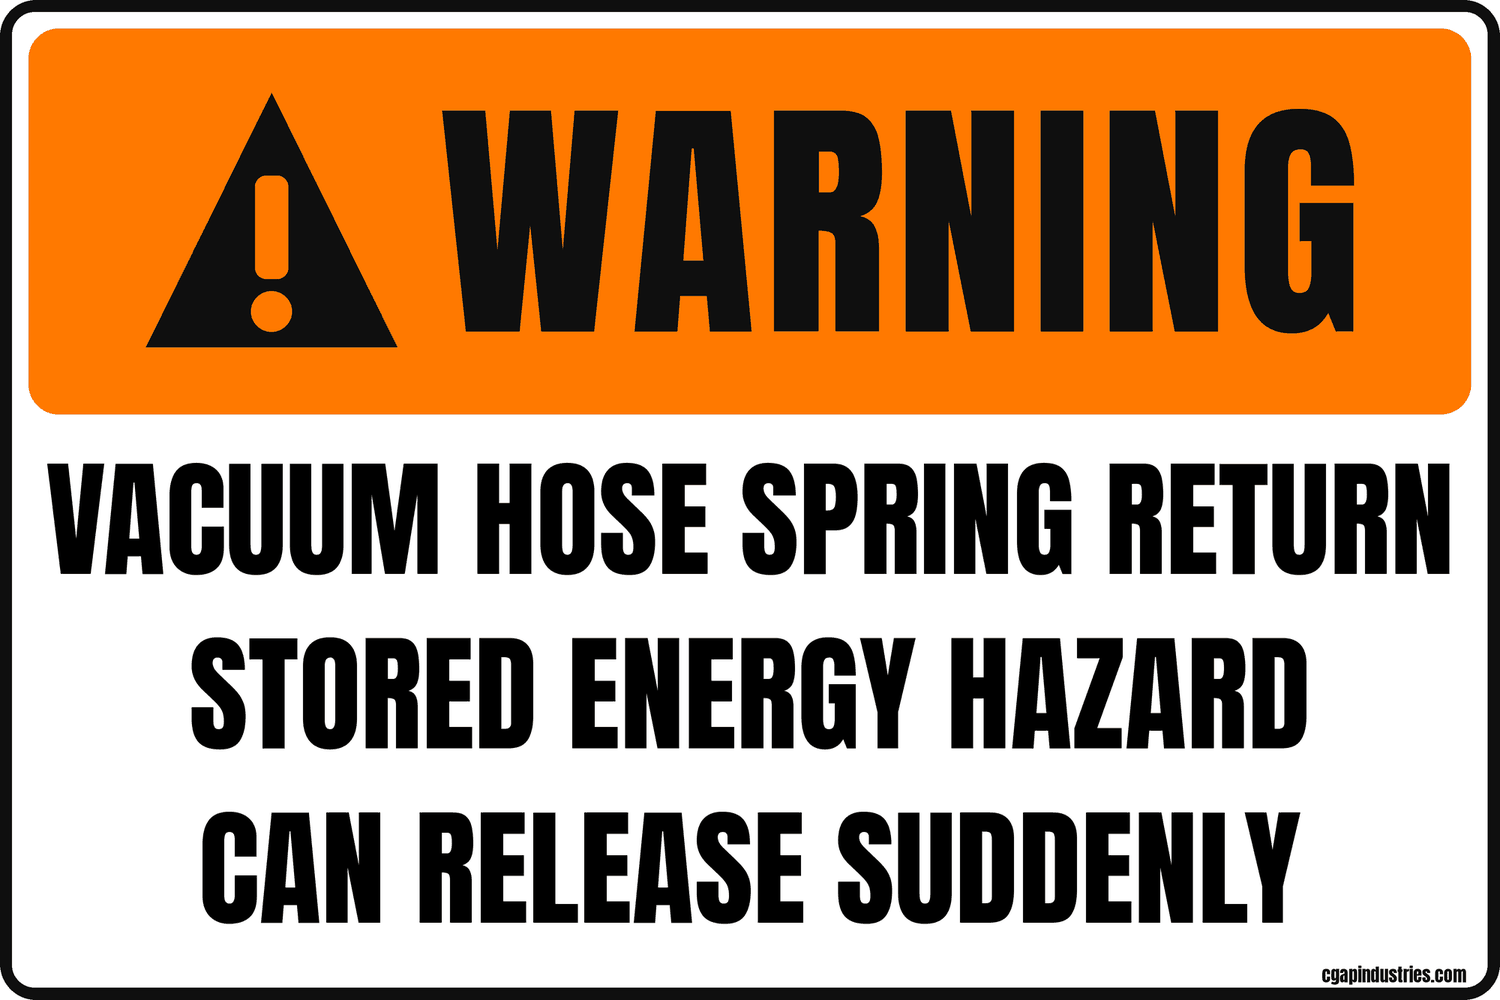 WARNING
VACUUM HOSE SPRING RETURN
STORED ENERGY HAZARD
CAN RELEASE SUDDENLY
cgapindustries.com